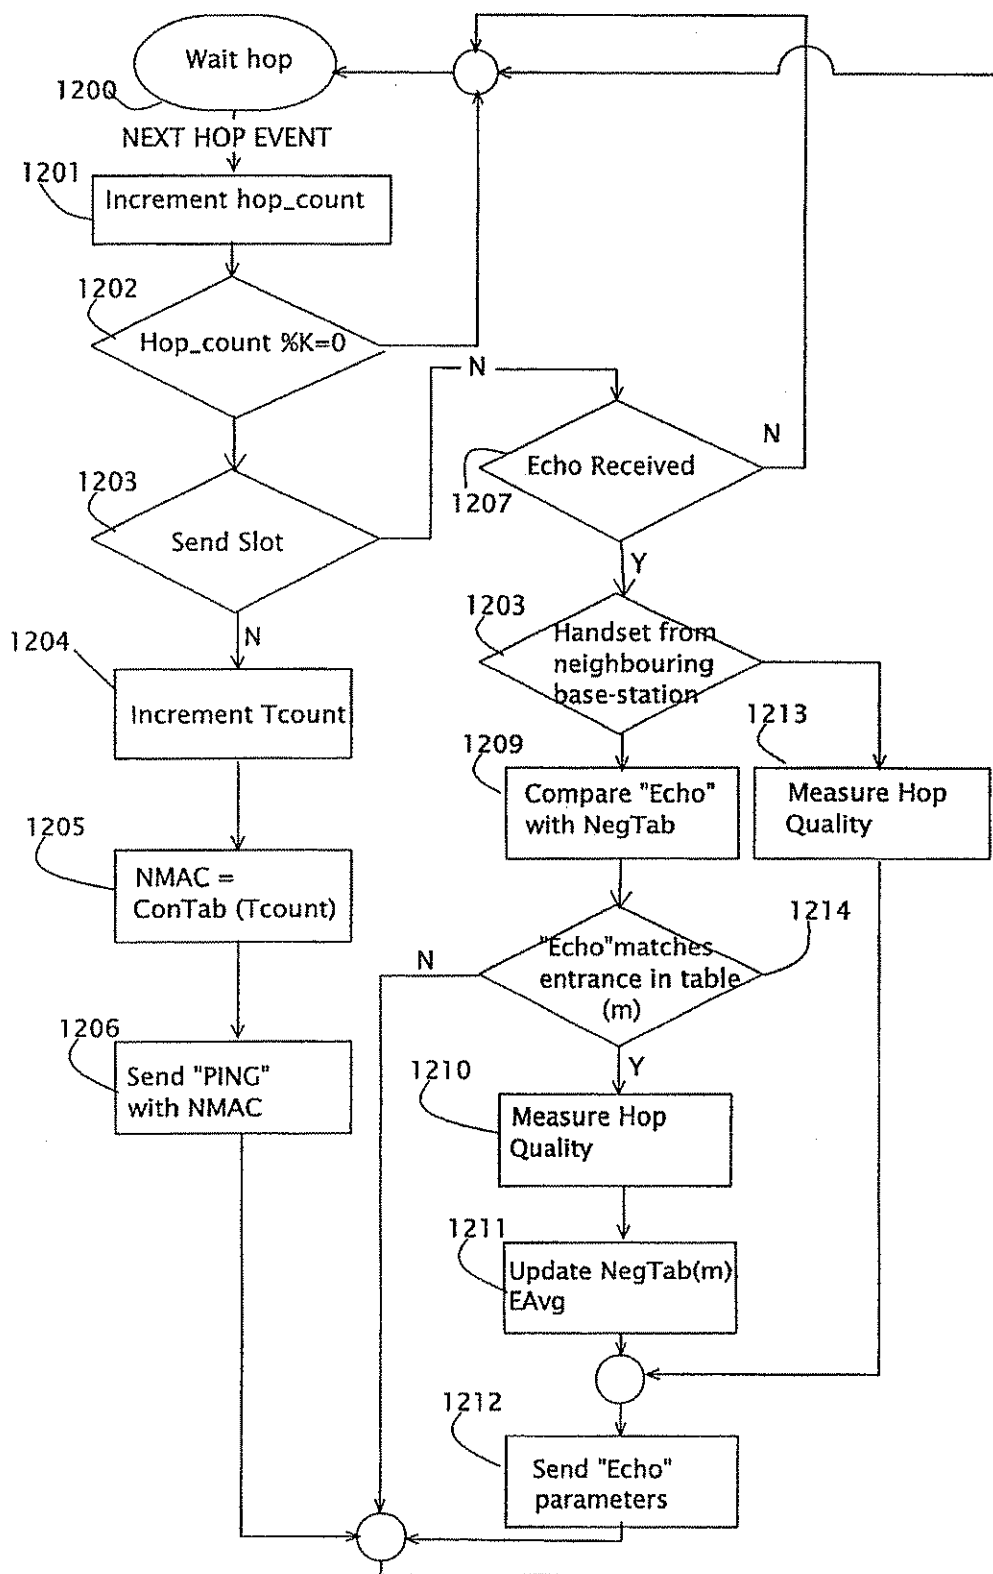 Wait hop
1200
NEXT HOP EVENT
1201
Increment hop_count
1202
Hop_count %K=0
N
1203
Send Slot
N
1204
Increment Tcount
1205
NMAC =
ConTab (Tcount)
1206
Send "PING"
with NMAC
Echo Received
N
1207
Y
1203
Handset from
neighbouring
base-station
1209
Compare "Echo"
with NegTab
1213
Measure Hop
Quality
1214
"Echo"matches
entrance in table
(m)
N
Y
1210
Measure Hop
Quality
1211
Update NegTab(m)
EAvg
1212
Send "Echo"
parameters